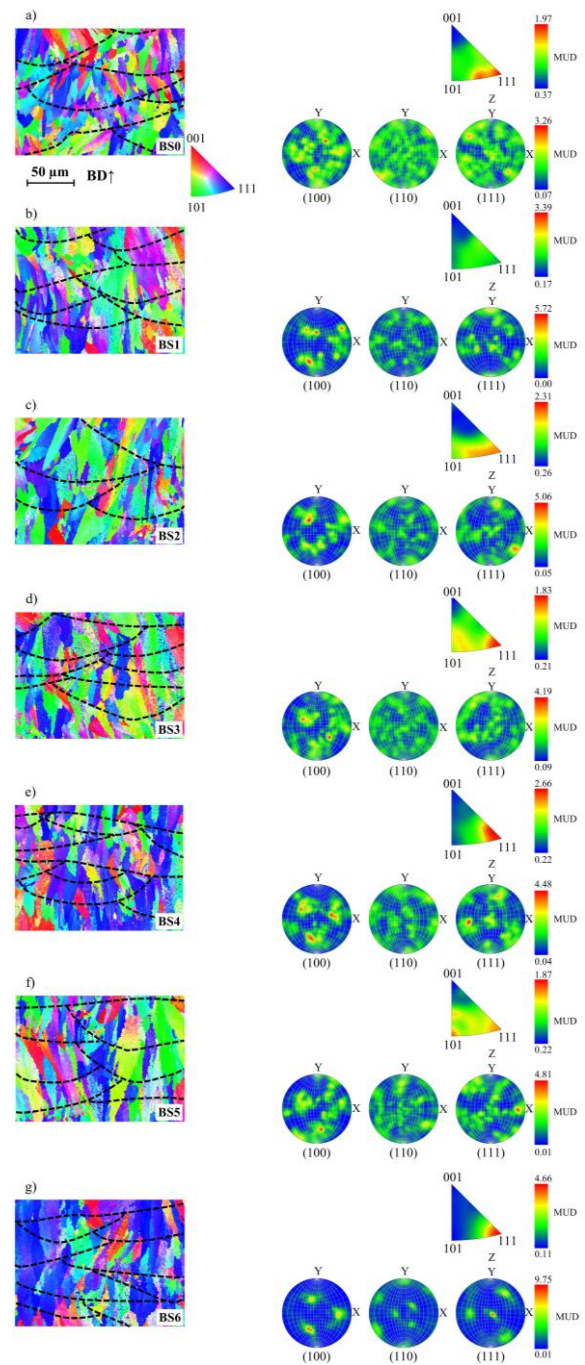 a)
BS0
50 µm
BD↑
001
111
101
001
101
111
1.97
MUD
0.37
Z
Y
Y
Y
X
X
X
(100)
(110)
(111)
3.26
MUD
0.07
b)
BS1
001
101
111
3.39
MUD
0.17
Z
Y
Y
Y
X
X
X
(100)
(110)
(111)
5.72
MUD
0.00
c)
BS2
001
101
111
2.31
MUD
0.26
Z
Y
Y
Y
X
X
X
(100)
(110)
(111)
5.06
MUD
0.05
d)
BS3
001
101
111
1.83
MUD
0.21
Z
Y
Y
Y
X
X
X
(100)
(110)
(111)
4.19
MUD
0.09
e)
BS4
001
101
111
2.66
MUD
0.22
Z
Y
Y
Y
X
X
X
(100)
(110)
(111)
4.48
MUD
0.04
f)
BS5
001
101
111
1.87
MUD
0.22
Z
Y
Y
Y
X
X
X
(100)
(110)
(111)
4.81
MUD
0.01
g)
BS6
001
101
111
4.66
MUD
0.11
Z
Y
Y
Y
X
X
X
(100)
(110)
(111)
9.75
MUD
0.01